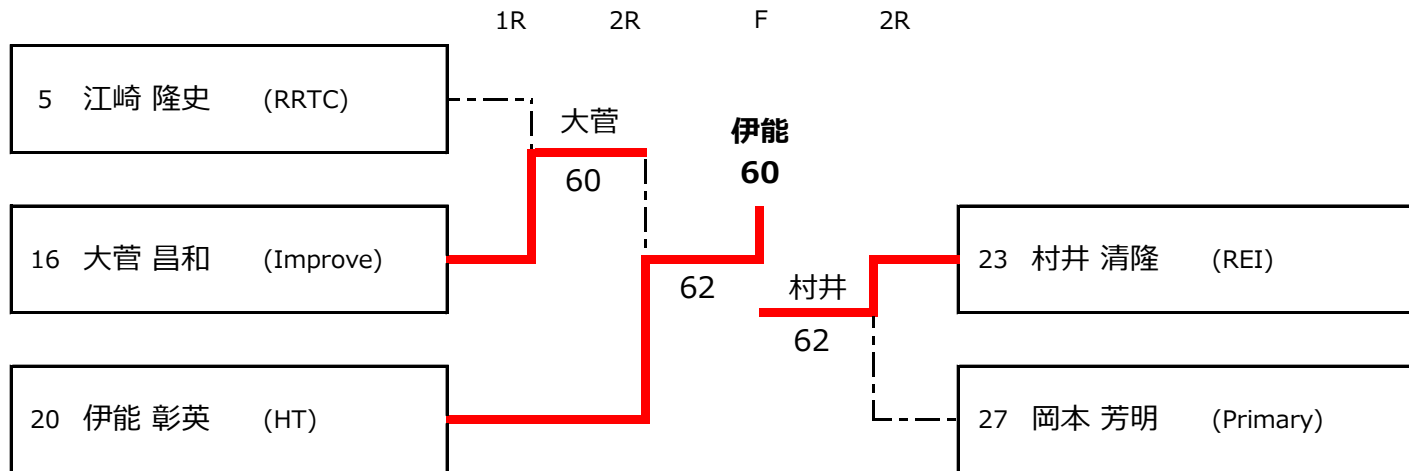 1R 2R F 2R
5 江崎 隆史 (RRTC)
大菅
60
伊能
60
16 大菅 昌和 (Improve)
62
村井
62
23 村井 清隆 (REI)
20 伊能 彰英 (HT)
27 岡本 芳明 (Primary)